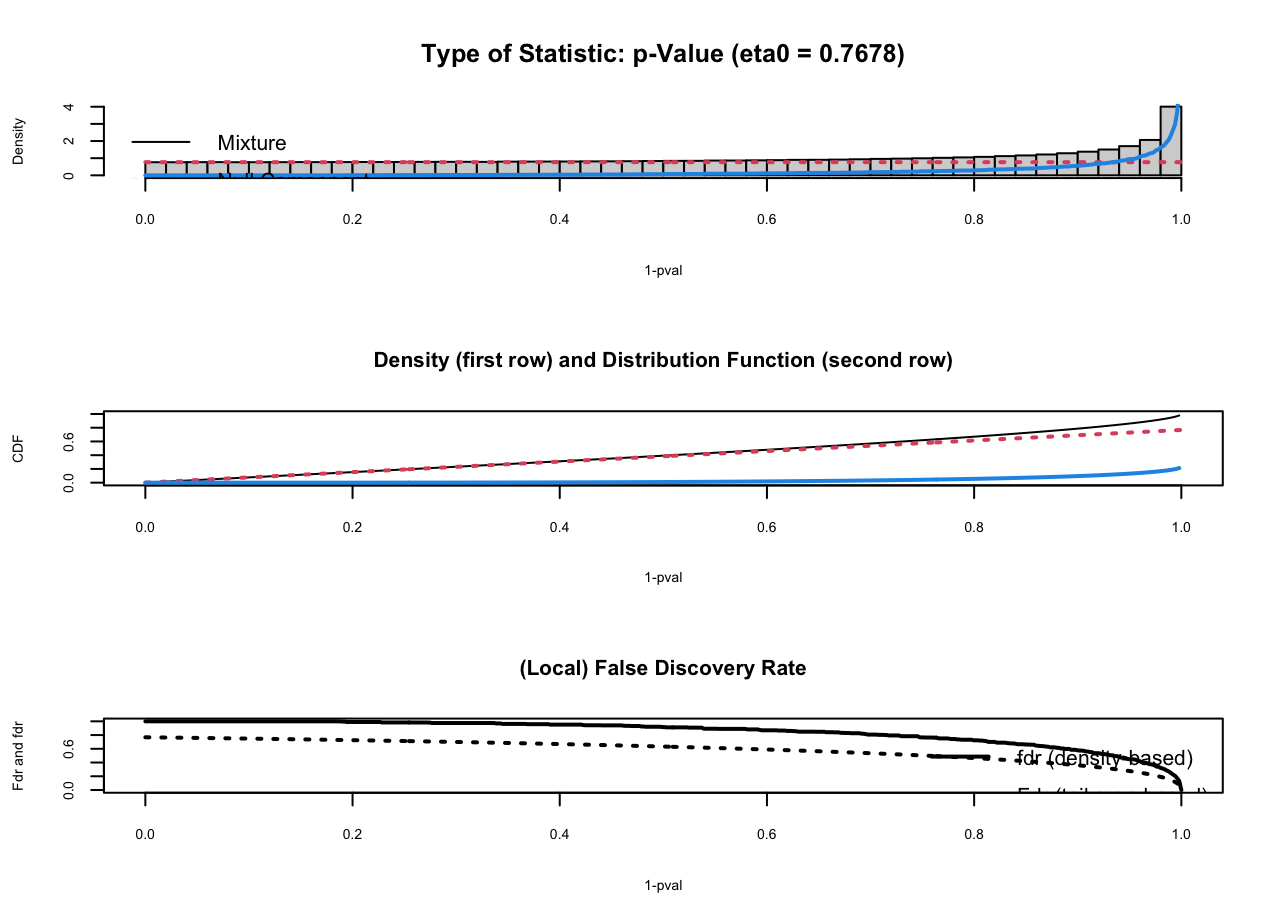 Type of Statistic: p-Value (eta0 = 0.7678)
Density
4
2
0
Mixture
0.0 0.2 0.4 0.6 0.8 1.0
1-pval
Density (first row) and Distribution Function (second row)
CDF
0.6
0.0
0.0 0.2 0.4 0.6 0.8 1.0
1-pval
(Local) False Discovery Rate
Fdr and fdr
0.6
0.0
fdr (density-based)
0.0 0.2 0.4 0.6 0.8 1.0
1-pval